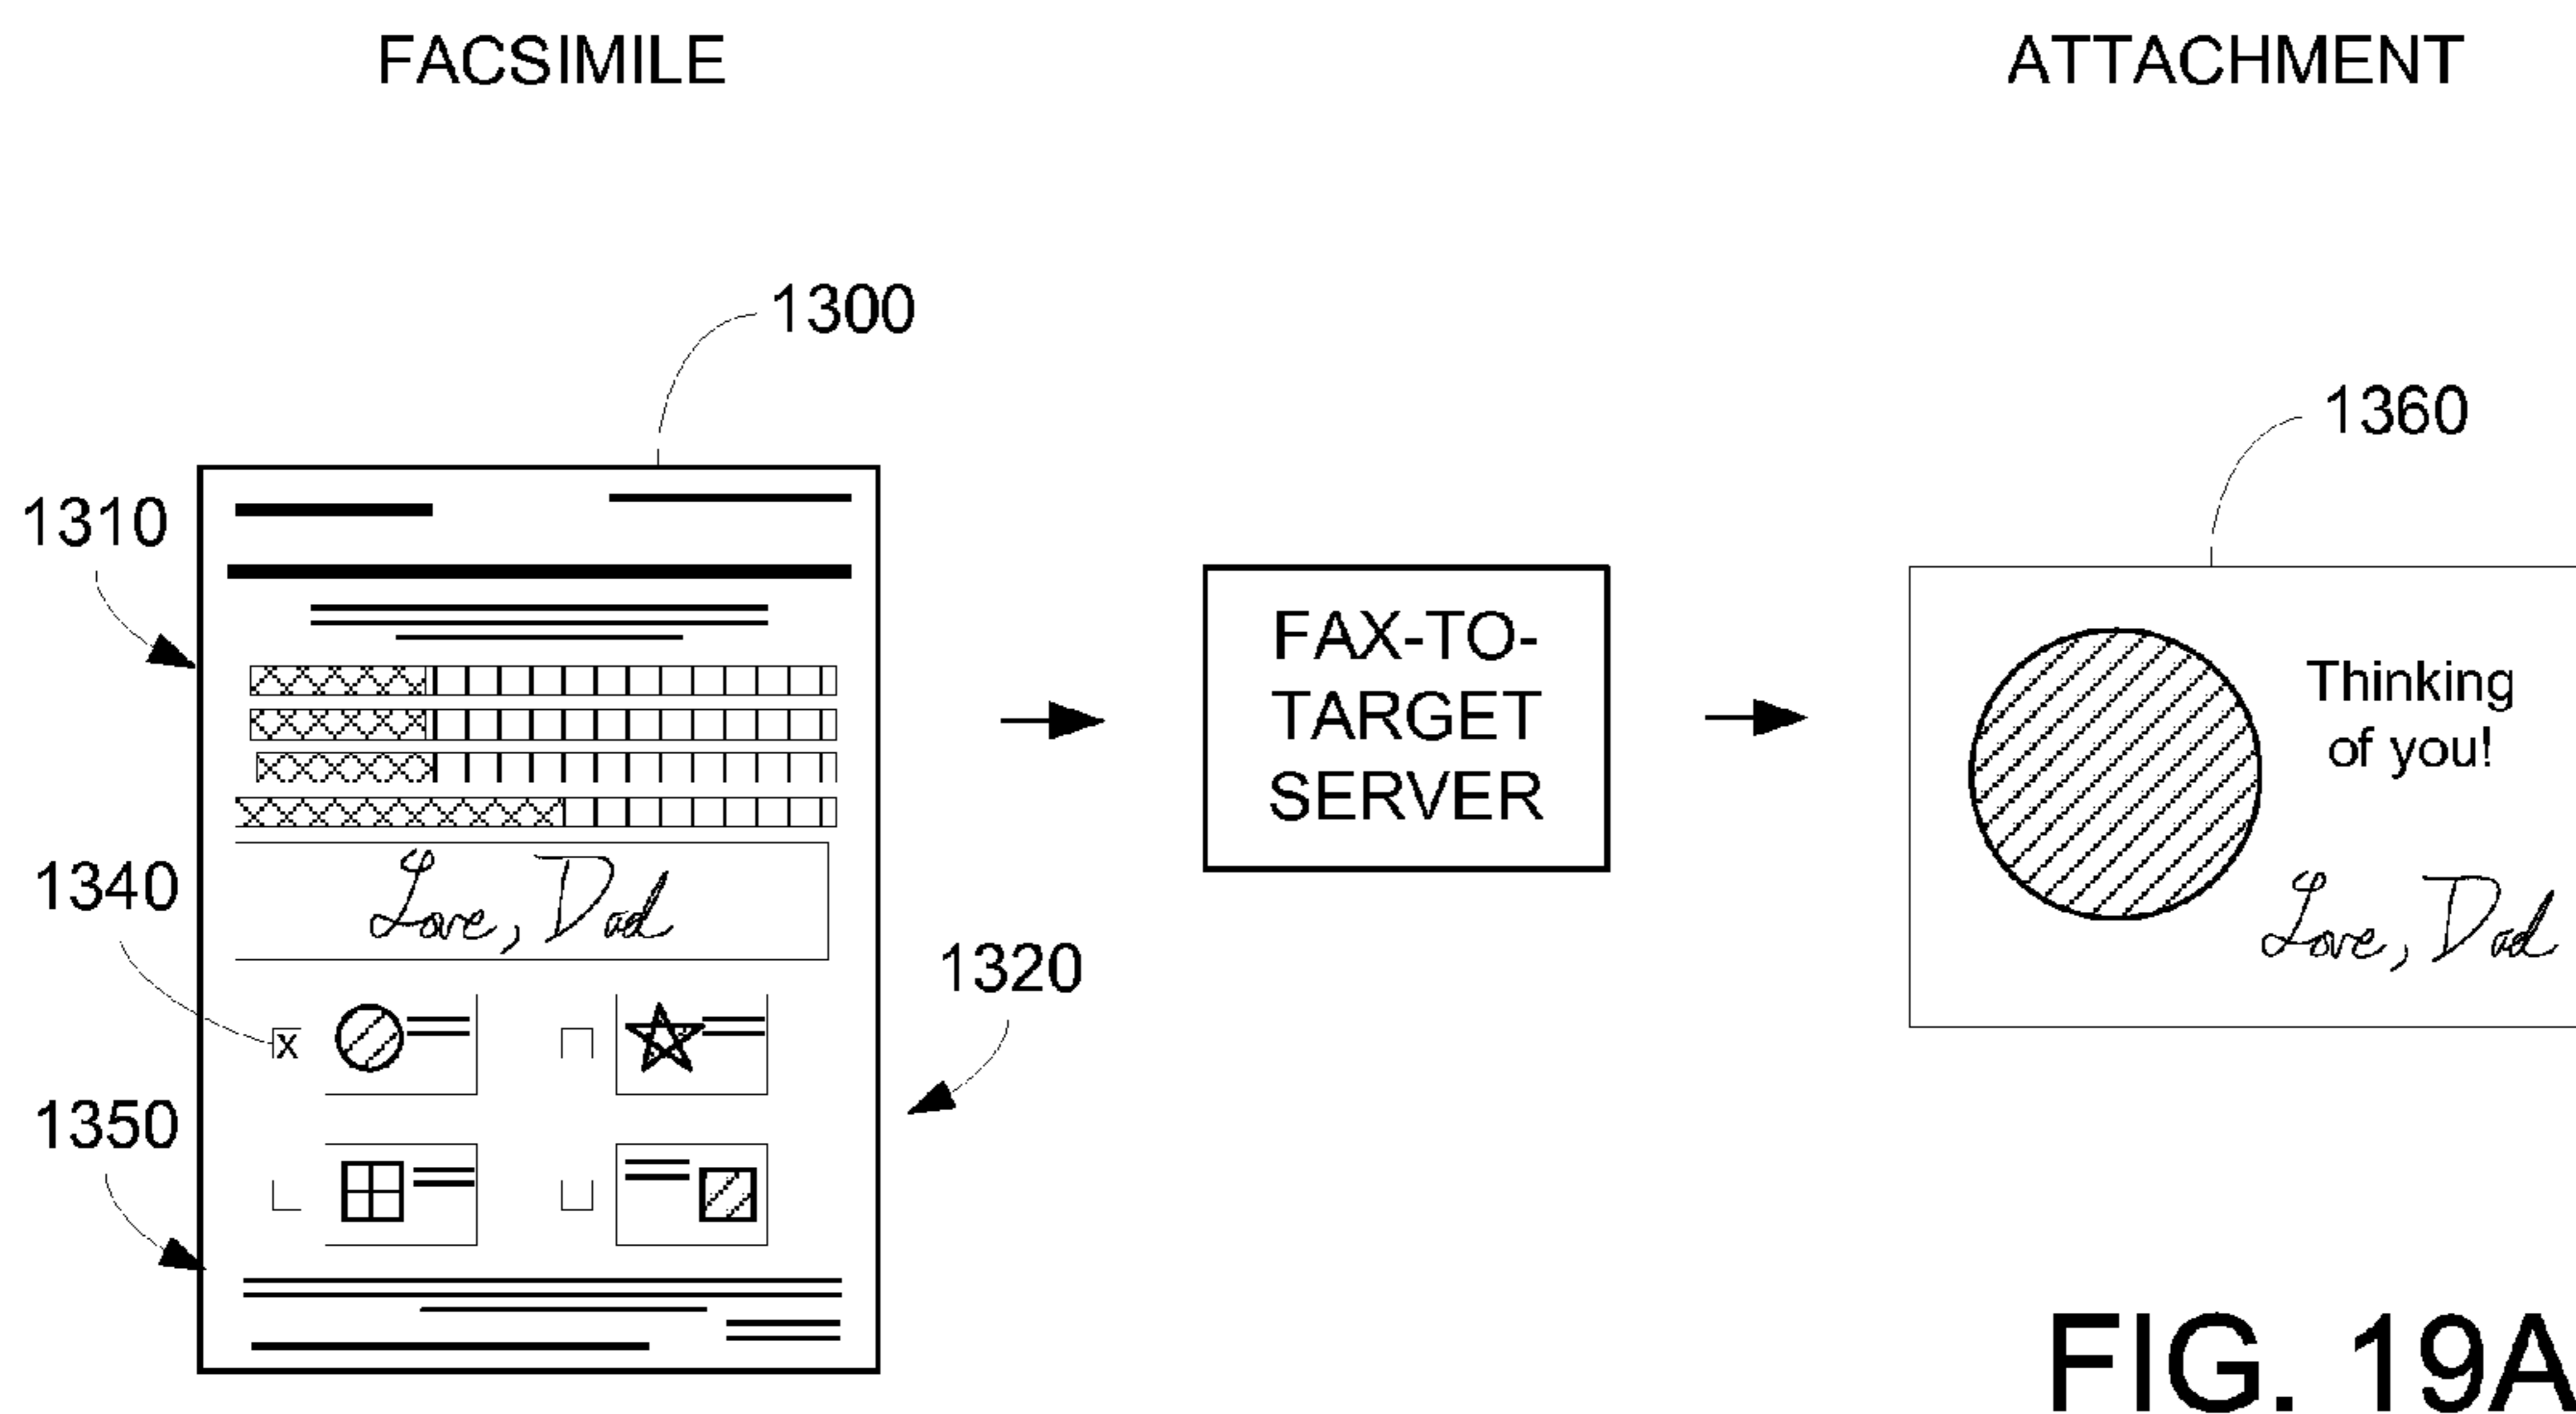 FACSIMILE
ATTACHMENT
1300
1360
1310
FAX-TO-
TARGET
SERVER
Thinking
of you!
1340
Love, Dad
Love, Dad
1320
X
1350
FIG. 19A